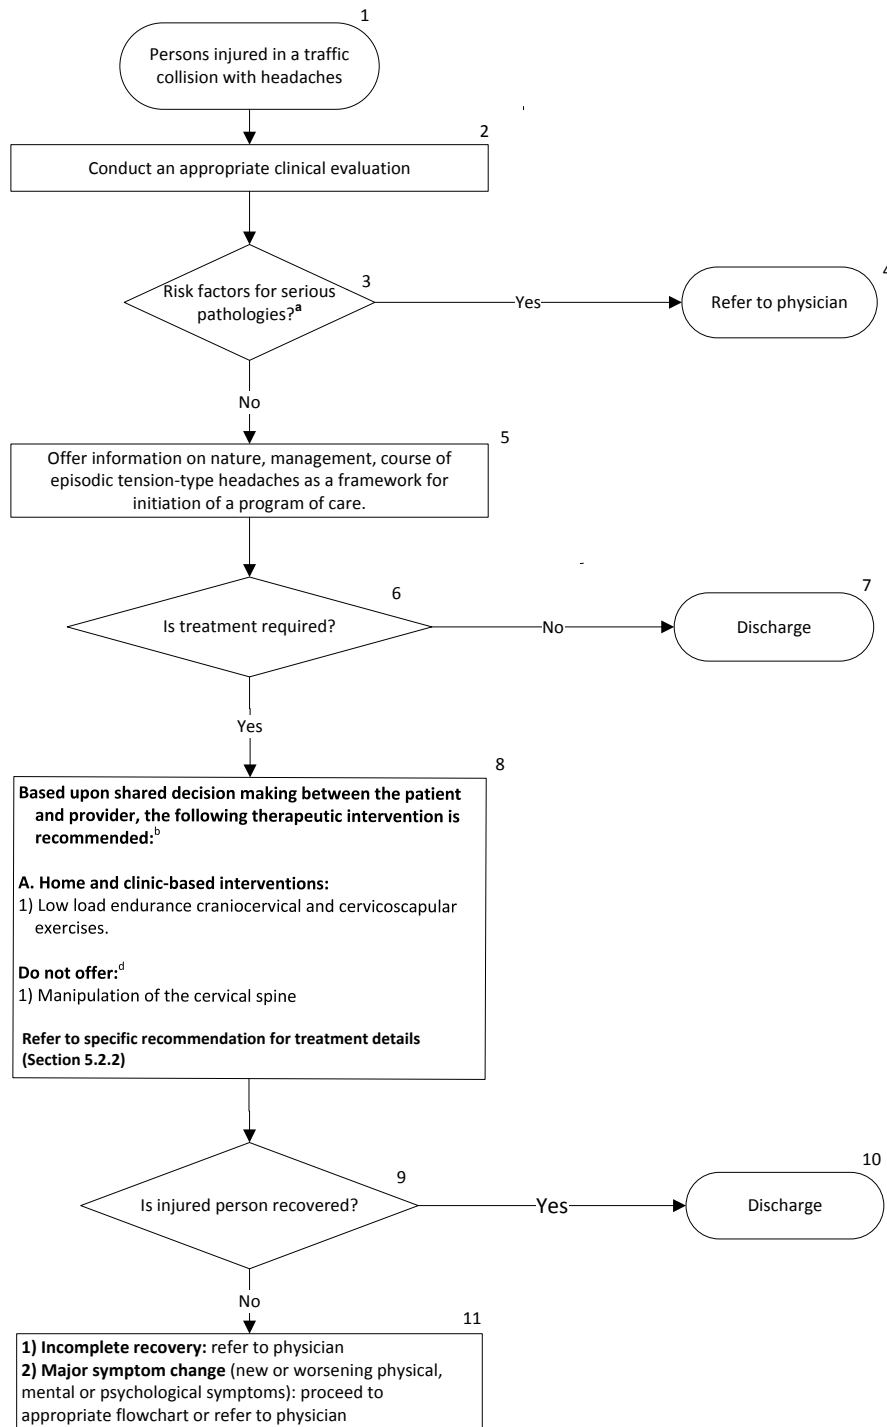 1
Persons injured in a traffic
collision with headaches
2
Conduct an appropriate clinical evaluation
3
Risk factors for serious
pathologies?a
Yes
4
Refer to physician
No
5
Offer information on nature, management, course of
episodic tension-type headaches as a framework for
initiation of a program of care.
6
Is treatment required?
No
7
Discharge
Yes
8
Based upon shared decision making between the patient
and provider, the following therapeutic intervention is
recommended:b
A. Home and clinic-based interventions:
1) Low load endurance craniocervical and cervicoscapular
exercises.
Do not offer:d
1) Manipulation of the cervical spine
Refer to specific recommendation for treatment details
(Section 5.2.2)
9
Is injured person recovered?
Yes
10
Discharge
No
11
1) Incomplete recovery: refer to physician
2) Major symptom change (new or worsening physical,
mental or psychological symptoms): proceed to
appropriate flowchart or refer to physician